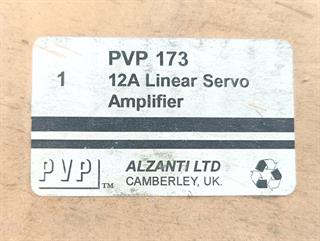 PVP 173
1
12A Linear Servo
Amplifier
PVP ™
ALZANTI LTD
CAMBERLEY, UK.